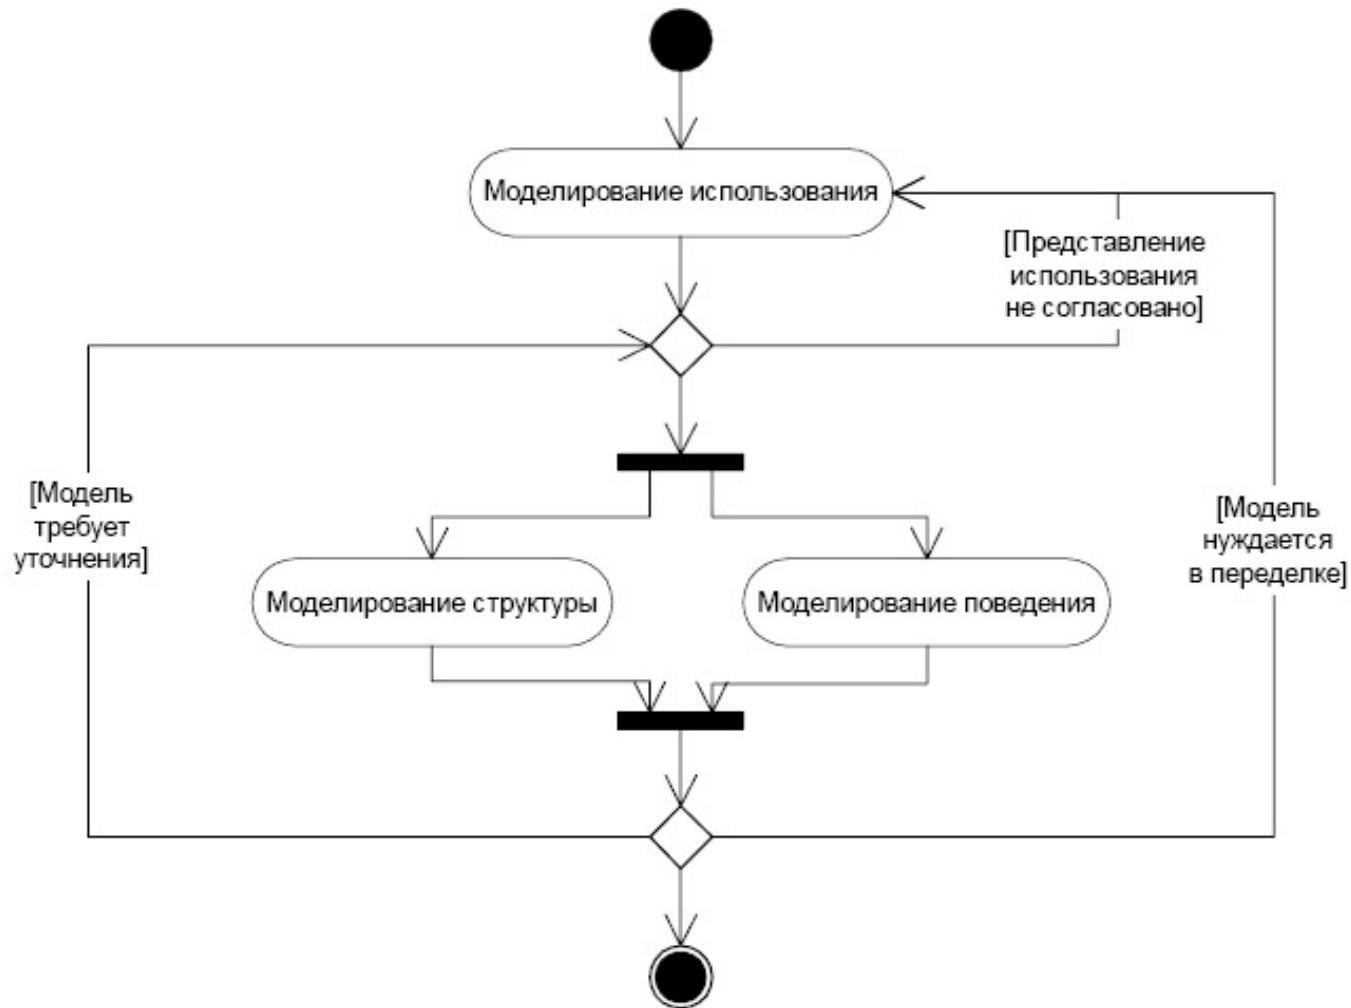 Моделирование использования
[Представление
использования
не согласовано]
[Модель
требует
уточнения]
[Модель
нуждается
в переделке]
Моделирование структуры
Моделирование поведения